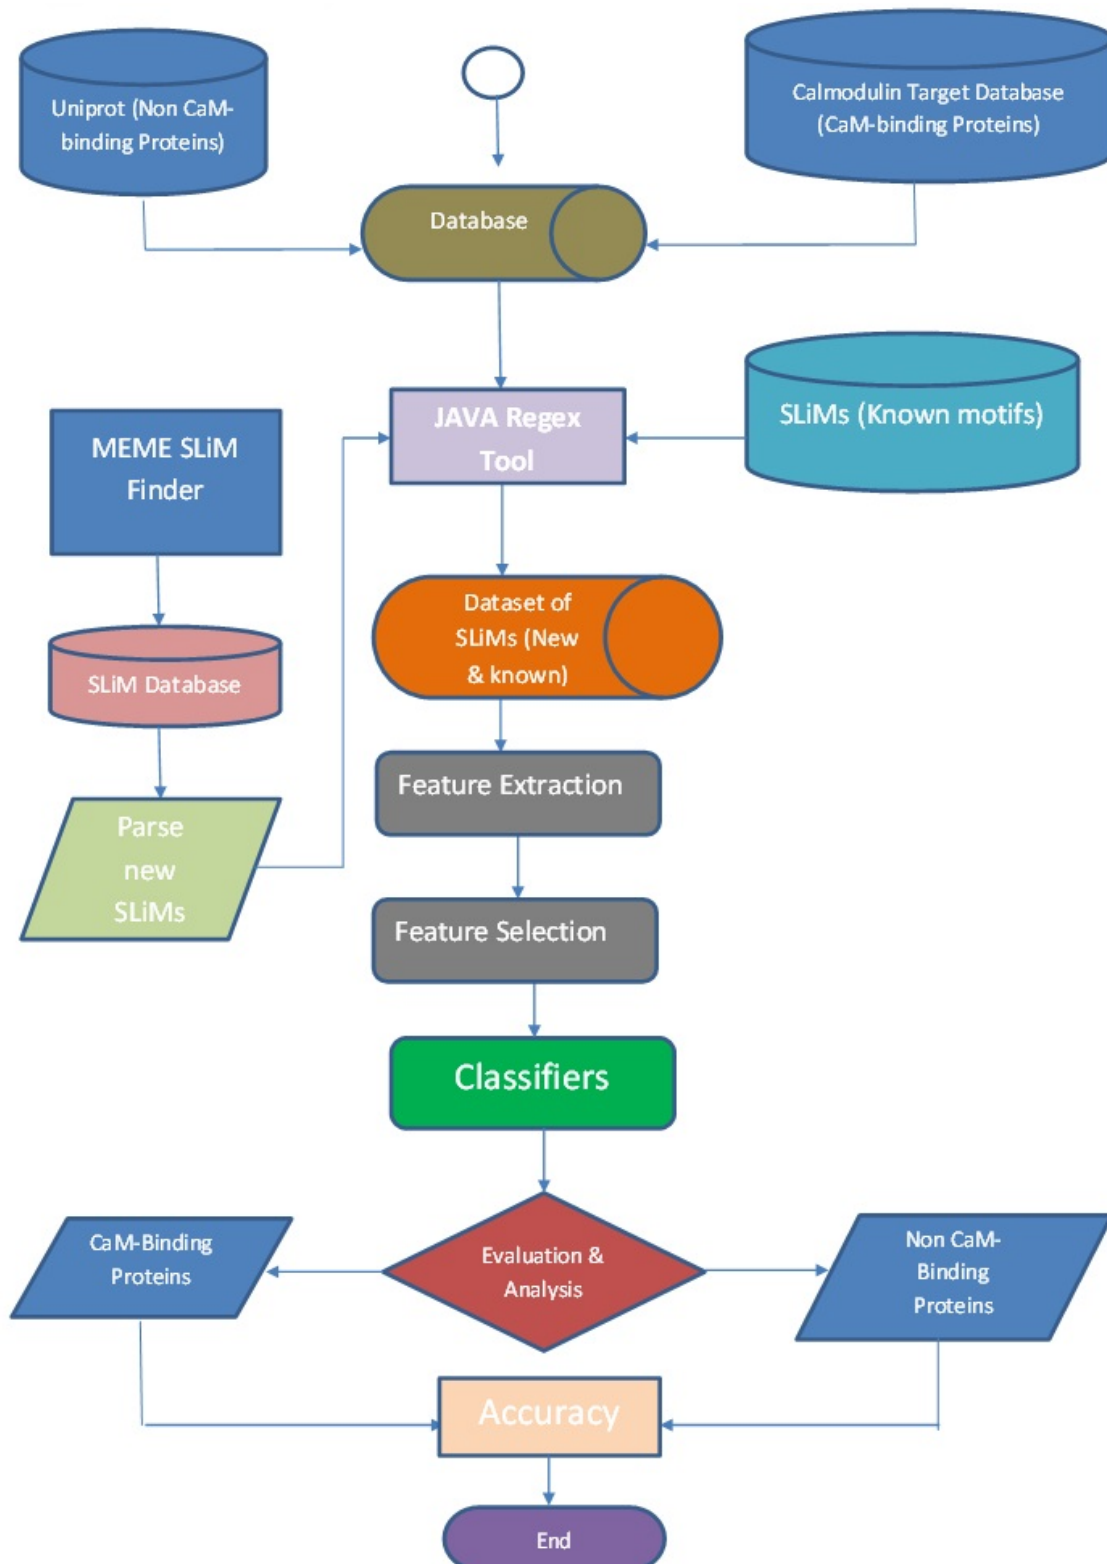 Uniprot (Non CaM-
binding Proteins)
Calmodulin Target Database
(CaM-binding Proteins)
Database
JAVA Regex
Tool
SLiMs (Known motifs)
MEME SLiM
Finder
Dataset of
SLiMs (New
& known)
SLiM Database
Feature Extraction
Parse
new
SLiMs
Feature Selection
Classifiers
CaM-Binding
Proteins
Evaluation &
Analysis
Non CaM-
Binding
Proteins
Accuracy
End